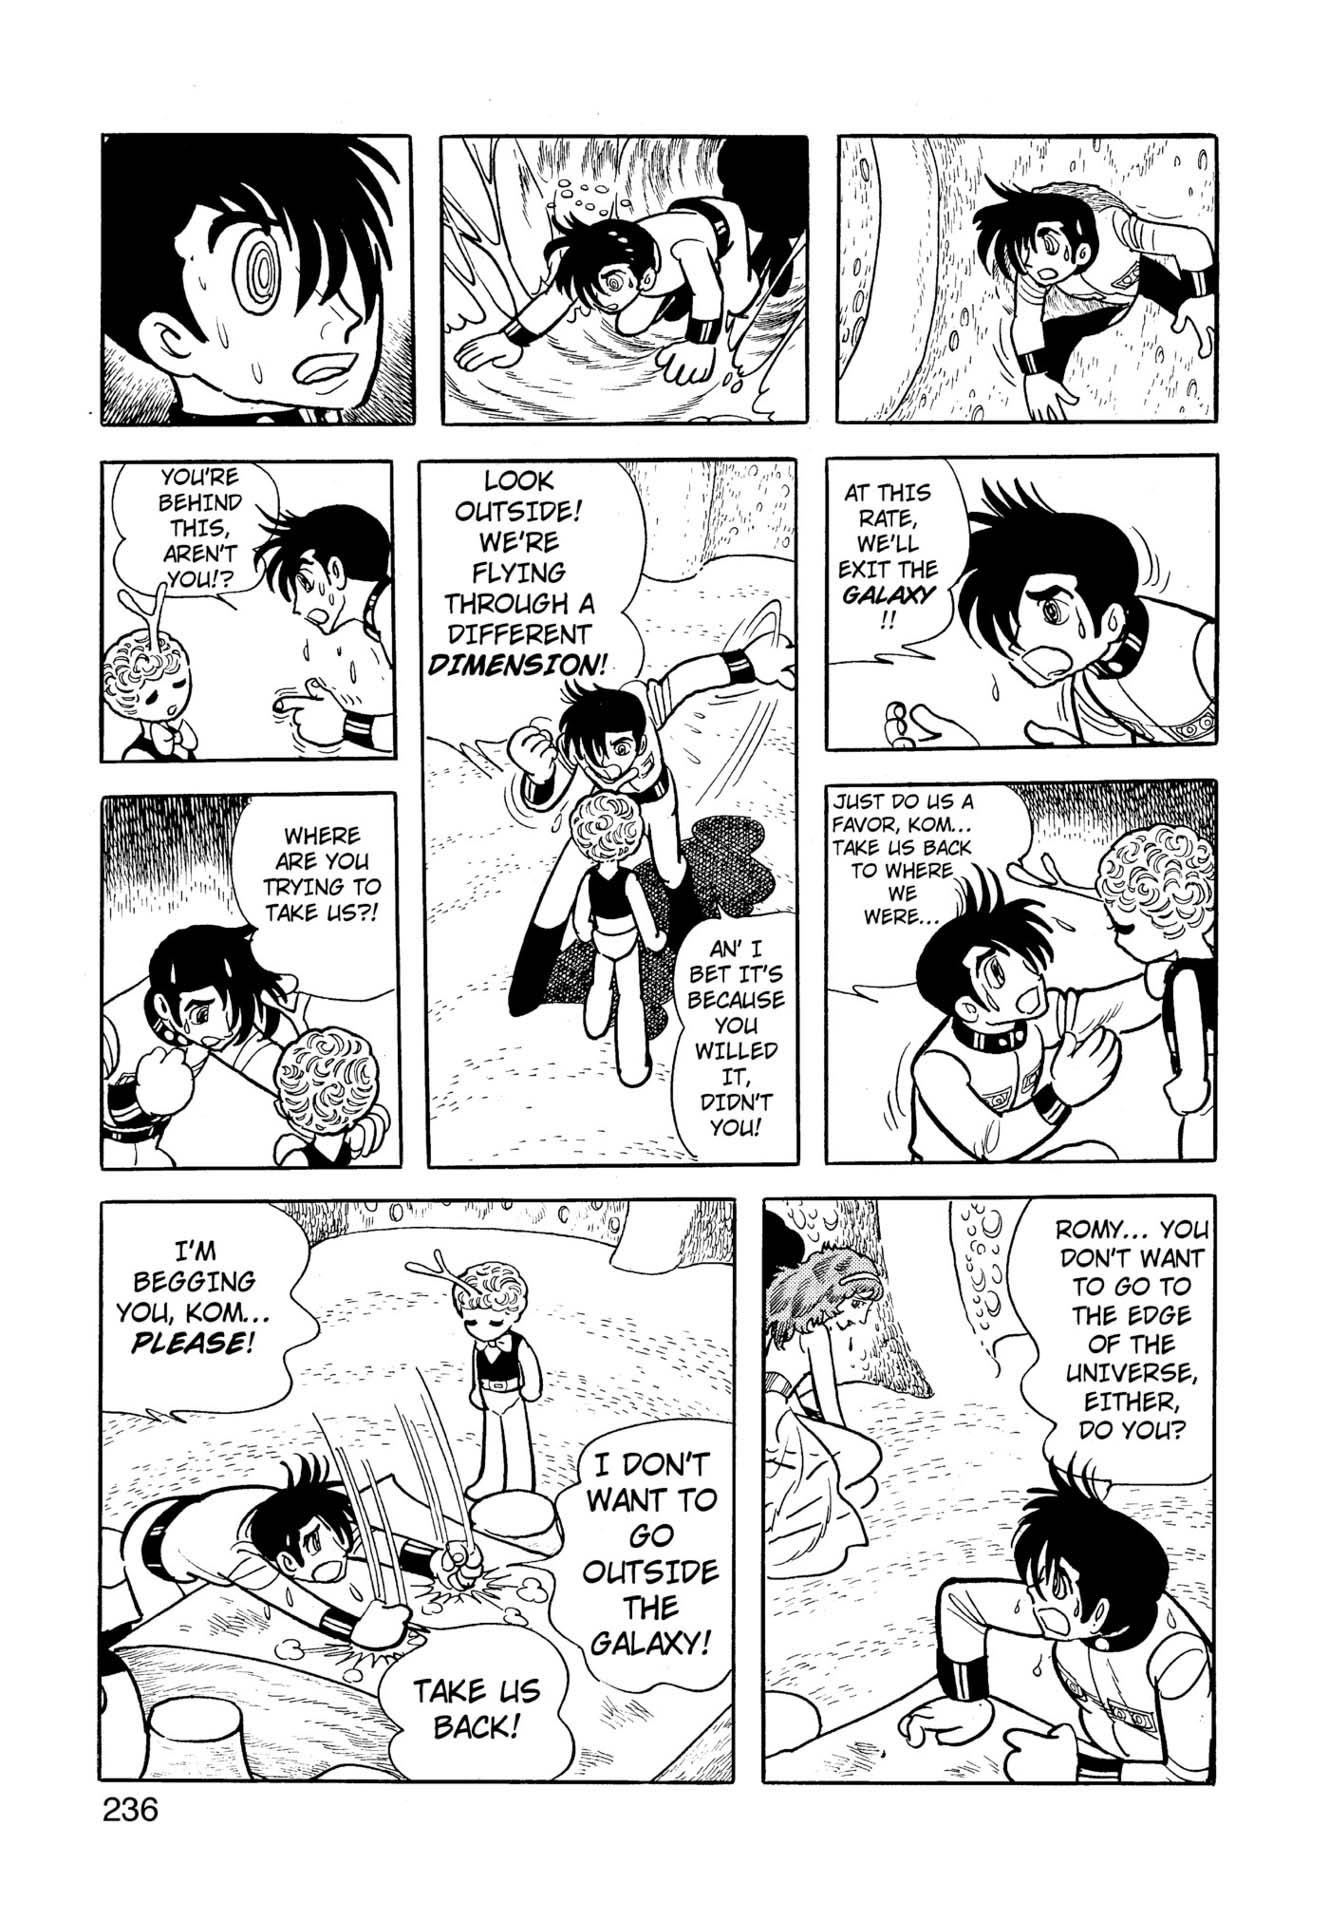 YOU'RE
BEHIND
THIS,
AREN'T
YOU!?
WHERE
ARE YOU
TRYING TO
TAKE US?!
LOOK
OUTSIDE!
WE'RE
FLYING
THROUGH A
DIFFERENT
DIMENSION!
AN' I
BET IT'S
BECAUSE
YOU
WILLED
IT,
DIDN'T
YOU!
AT THIS
RATE,
WE'LL
EXIT THE
GALAXY
!!
JUST DO US A
FAVOR, KOM...
TAKE US BACK
TO WHERE
WE
WERE...
I'M
BEGGING
YOU, KOM...
PLEASE!
I DON'T
WANT TO
GO
OUTSIDE
THE
GALAXY!
TAKE US
BACK!
ROMY... YOU
DON'T WANT
TO GO TO
THE EDGE
OF THE
UNIVERSE,
EITHER,
DO YOU?
236